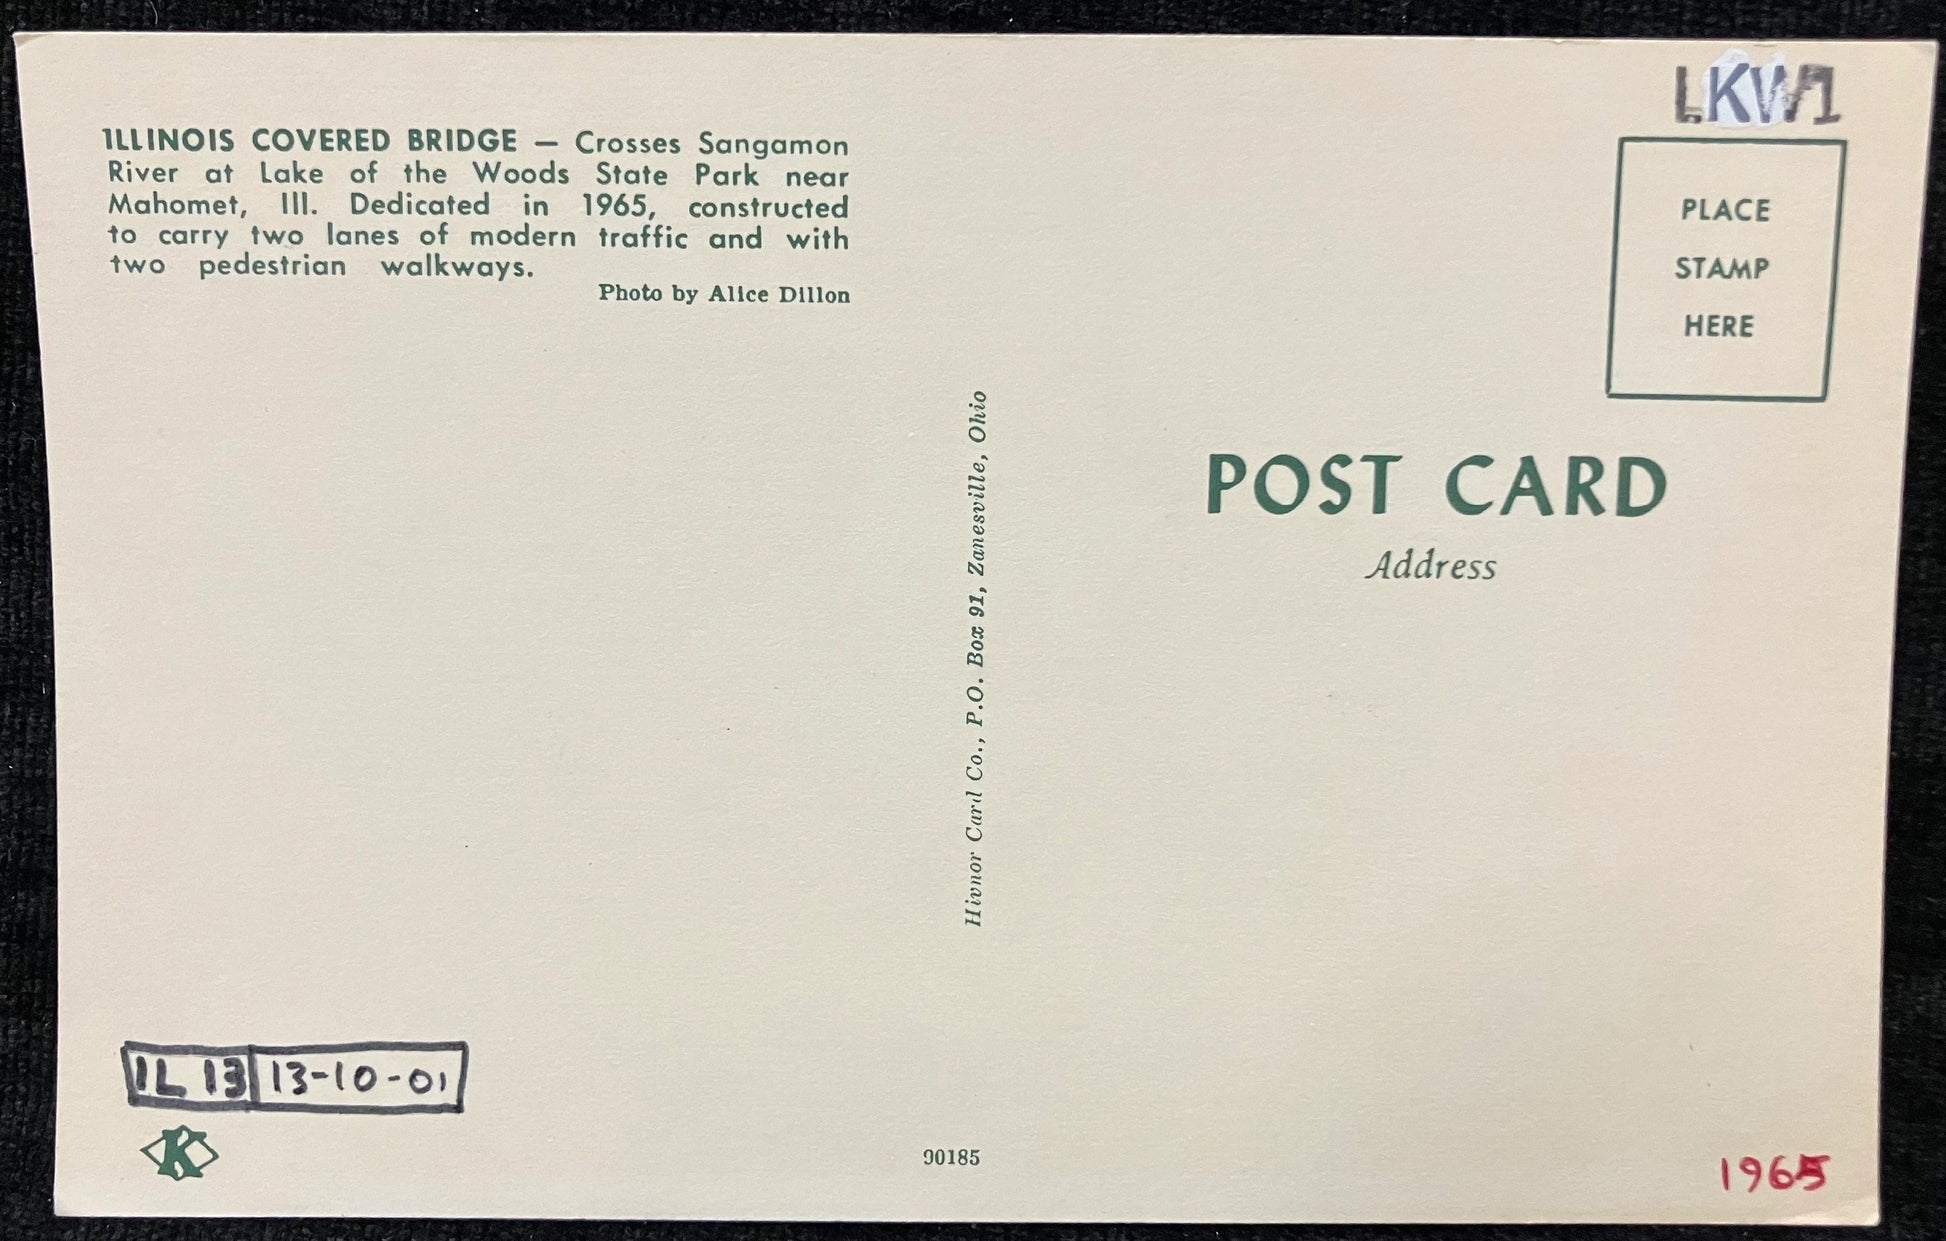 LKW1
ILLINOIS COVERED BRIDGE — Crosses Sangamon
River at Lake of the Woods State Park near
Mahomet, Ill. Dedicated in 1965, constructed
to carry two lanes of modern traffic and with
two pedestrian walkways.
Photo by Alice Dillon
PLACE
STAMP
HERE
Hivnor Card Co., P.O. Box 91, Zanesville, Ohio
POST CARD
Address
IL 13 13-10-01
K
90185
1965